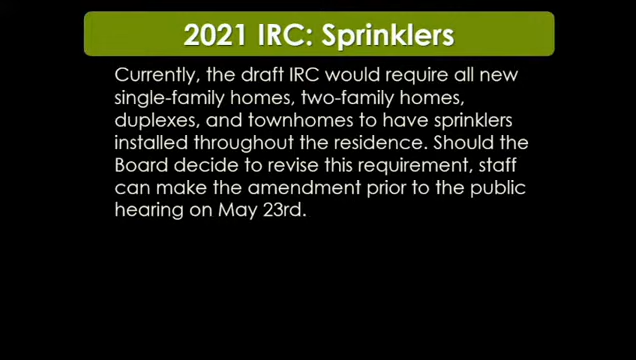 2021 IRC: Sprinklers
Currently, the draft IRC would require all new
single-family homes, two-family homes,
duplexes, and townhomes to have sprinklers
installed throughout the residence. Should the
Board decide to revise this requirement, staff
can make the amendment prior to the public
hearing on May 23rd.